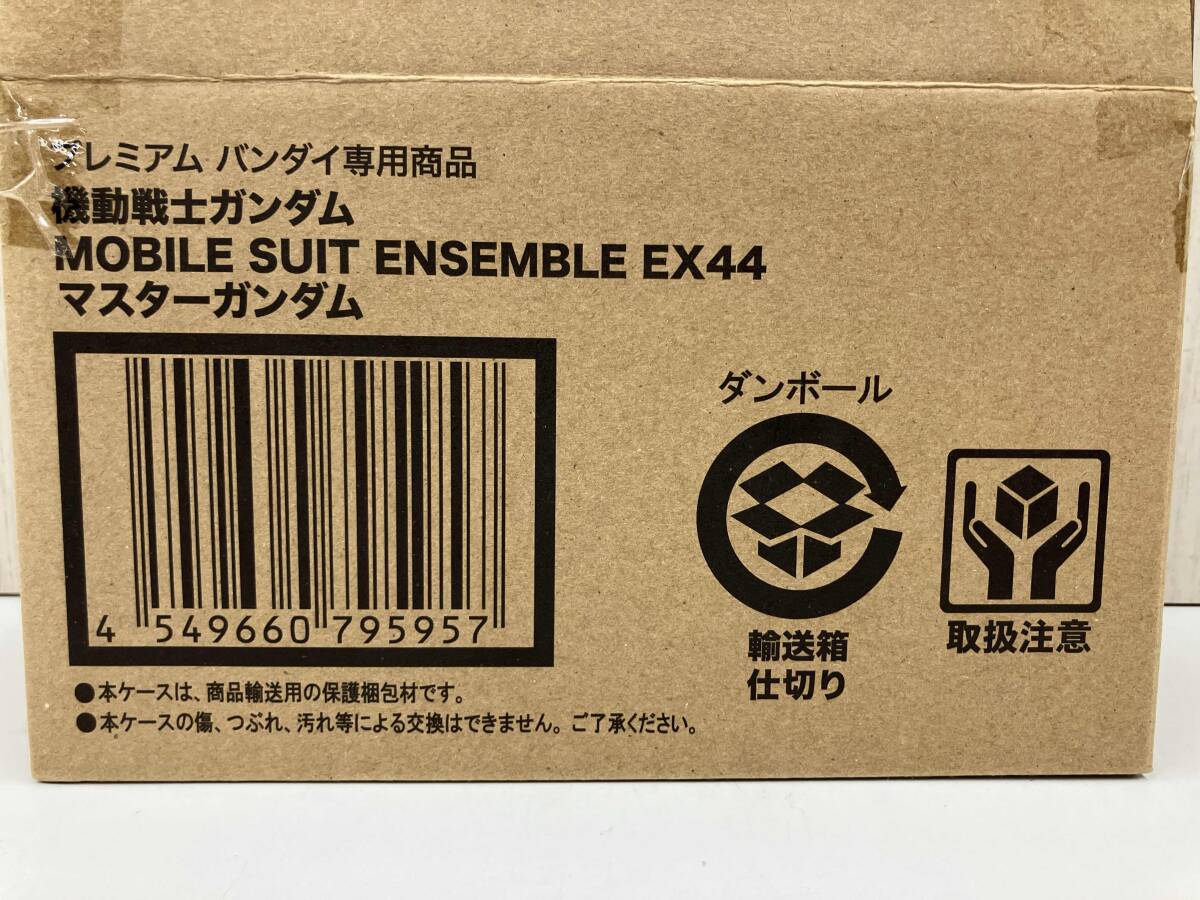 プレミアム バンダイ専用商品
機動戦士ガンダム
MOBILE SUIT ENSEMBLE EX44
マスターガンダム
4 549660 795957
ダンボール
輸送箱
仕切り
取扱注意
●本ケースは、商品輸送用の保護梱包材です。
●本ケースの傷、つぶれ、汚れ等による交換はできません。ご了承ください。